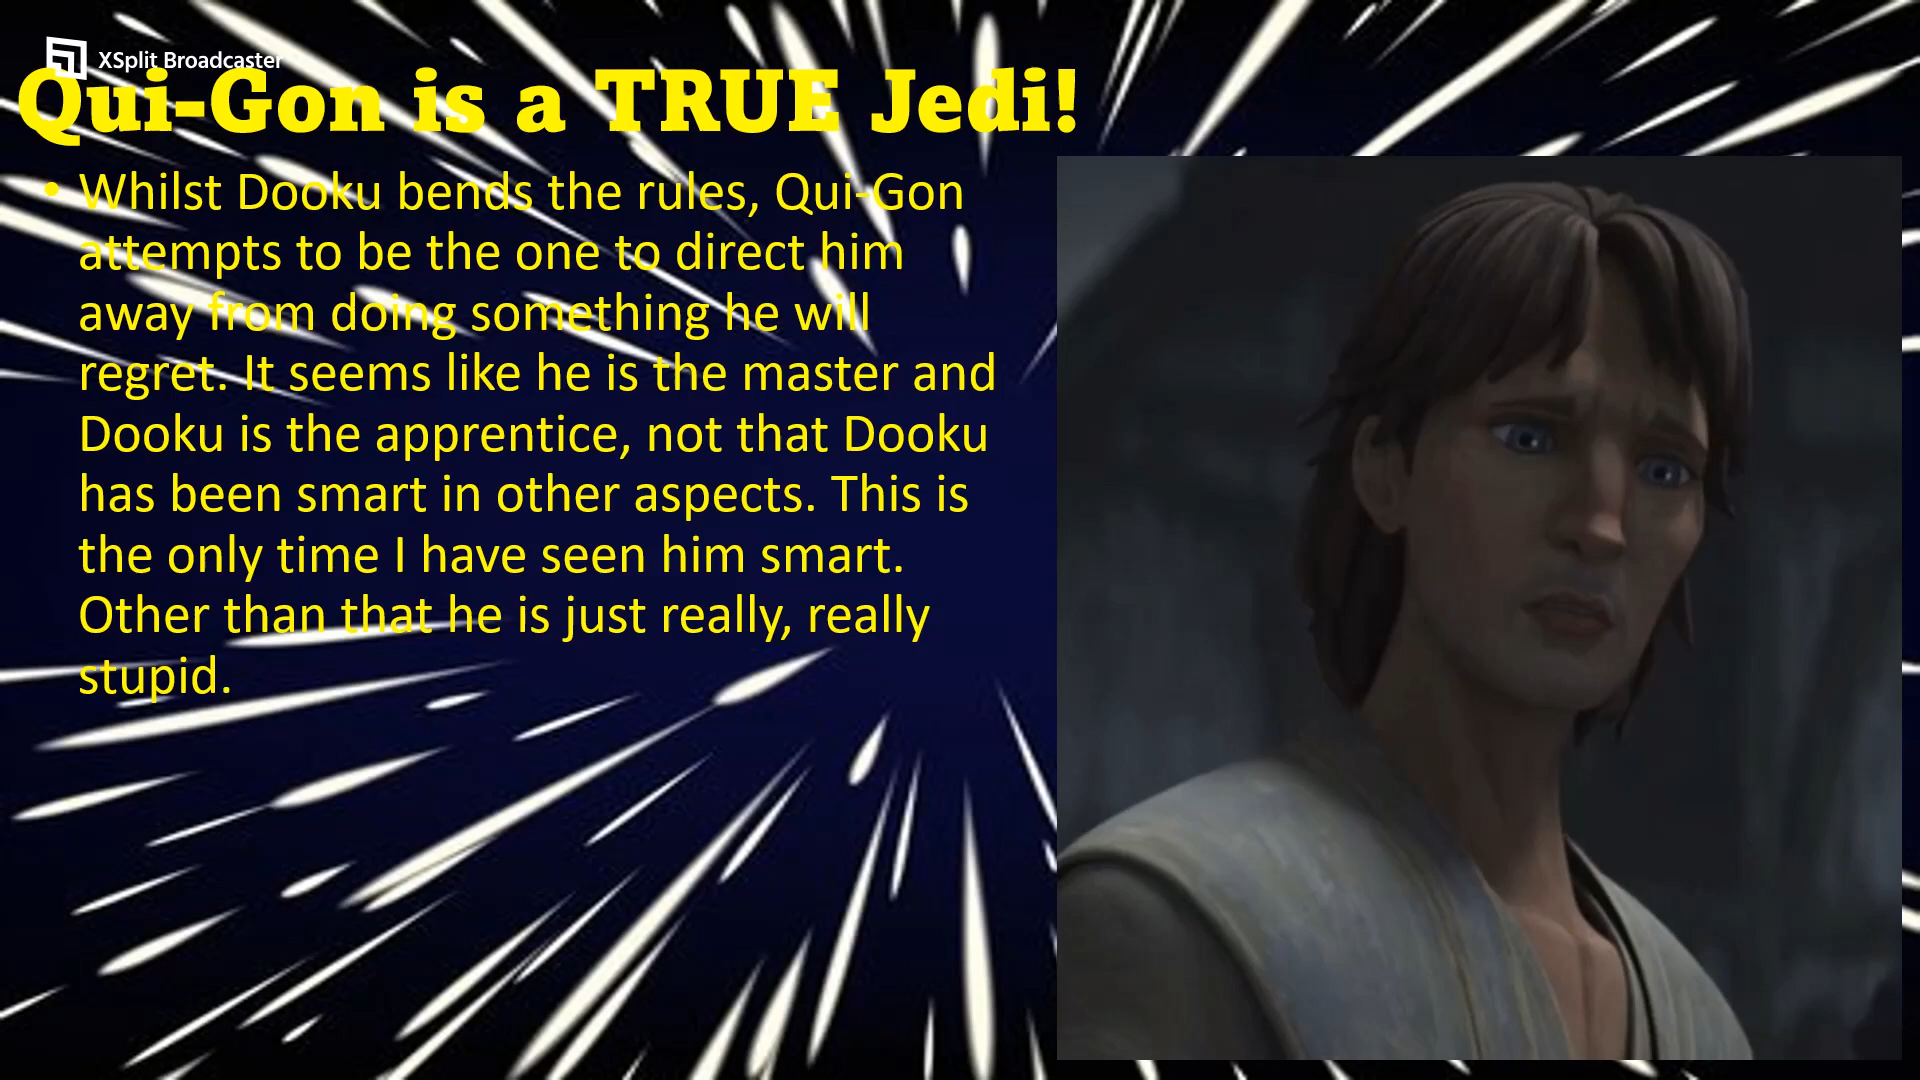 XSplit Broadcaster
Qui-Gon is a TRUE Jedi!
• Whilst Dooku bends the rules, Qui-Gon
attempts to be the one to direct him
away from doing something he will
regret. It seems like he is the master and
Dooku is the apprentice, not that Dooku
has been smart in other aspects. This is
the only time I have seen him smart.
Other than that he is just really, really
stupid.